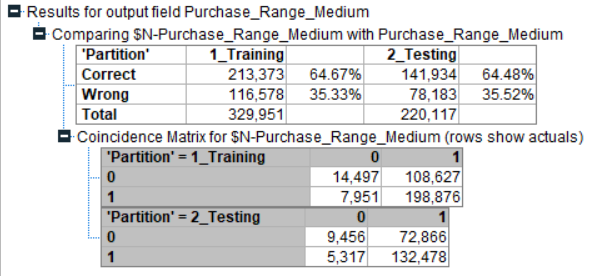 Results for output field Purchase_Range_Medium
Comparing $N-Purchase_Range_Medium with Purchase_Range_Medium
'Partition' 1_Training 2_Testing
Correct 213,373 64.67% 141,934 64.48%
Wrong 116,578 35.33% 78,183 35.52%
Total 329,951 220,117
Coincidence Matrix for $N-Purchase_Range_Medium (rows show actuals)
'Partition' = 1_Training 0 1
0 14,497 108,627
1 7,951 198,876
'Partition' = 2_Testing 0 1
0 9,456 72,866
1 5,317 132,478